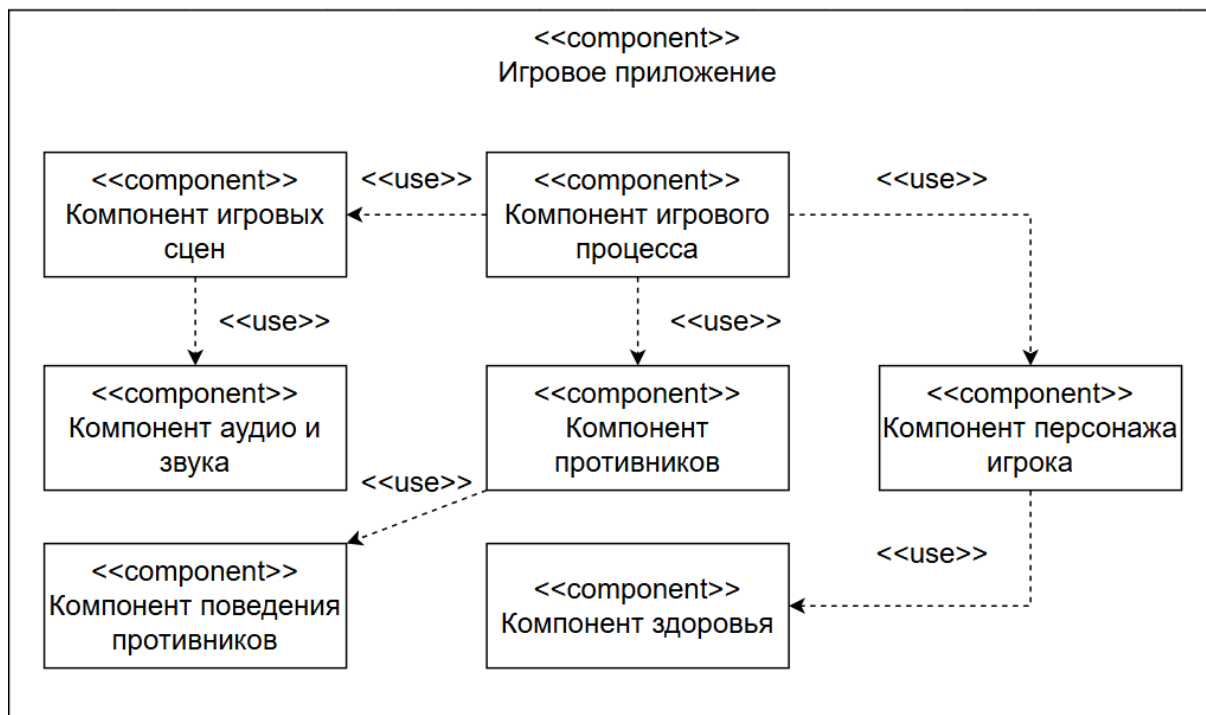 <<component>>
Игровое приложение
<<component>>
Компонент игровых
сцен
<<use>>
<<component>>
Компонент игрового
процесса
<<use>>
<<use>>
<<use>>
<<component>>
Компонент аудио и
звука
<<component>>
Компонент
противников
<<component>>
Компонент персонажа
игрока
<<use>>
<<component>>
Компонент поведения
противников
<<component>>
Компонент здоровья
<<use>>